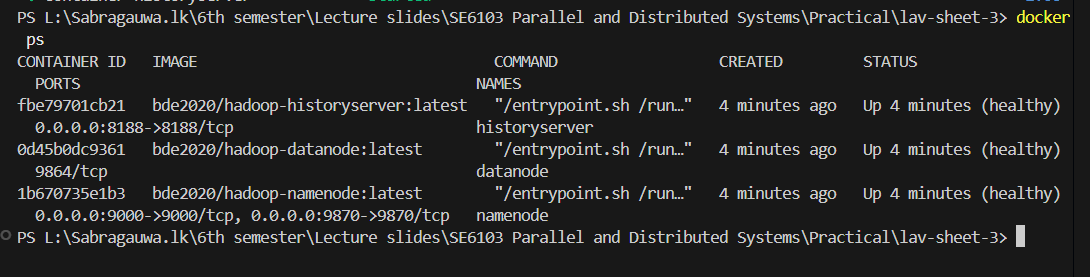 PS L:\Sabragauwa.lk\6th semester\Lecture slides\SE6103 Parallel and Distributed Systems\Practical\lav-sheet-3> docker
ps
CONTAINER ID   IMAGE                             COMMAND                  CREATED         STATUS
PORTS                                            NAMES
fbe79701cb21   bde2020/hadoop-historyserver:latest   "/entrypoint.sh /run…"   4 minutes ago   Up 4 minutes (healthy)
0.0.0.0:8188->8188/tcp                           historyserver
0d45b0dc9361   bde2020/hadoop-datanode:latest        "/entrypoint.sh /run…"   4 minutes ago   Up 4 minutes (healthy)
9864/tcp                                         datanode
1b670735e1b3   bde2020/hadoop-namenode:latest        "/entrypoint.sh /run…"   4 minutes ago   Up 4 minutes (healthy)
0.0.0.0:9000->9000/tcp, 0.0.0.0:9870->9870/tcp   namenode
PS L:\Sabragauwa.lk\6th semester\Lecture slides\SE6103 Parallel and Distributed Systems\Practical\lav-sheet-3>